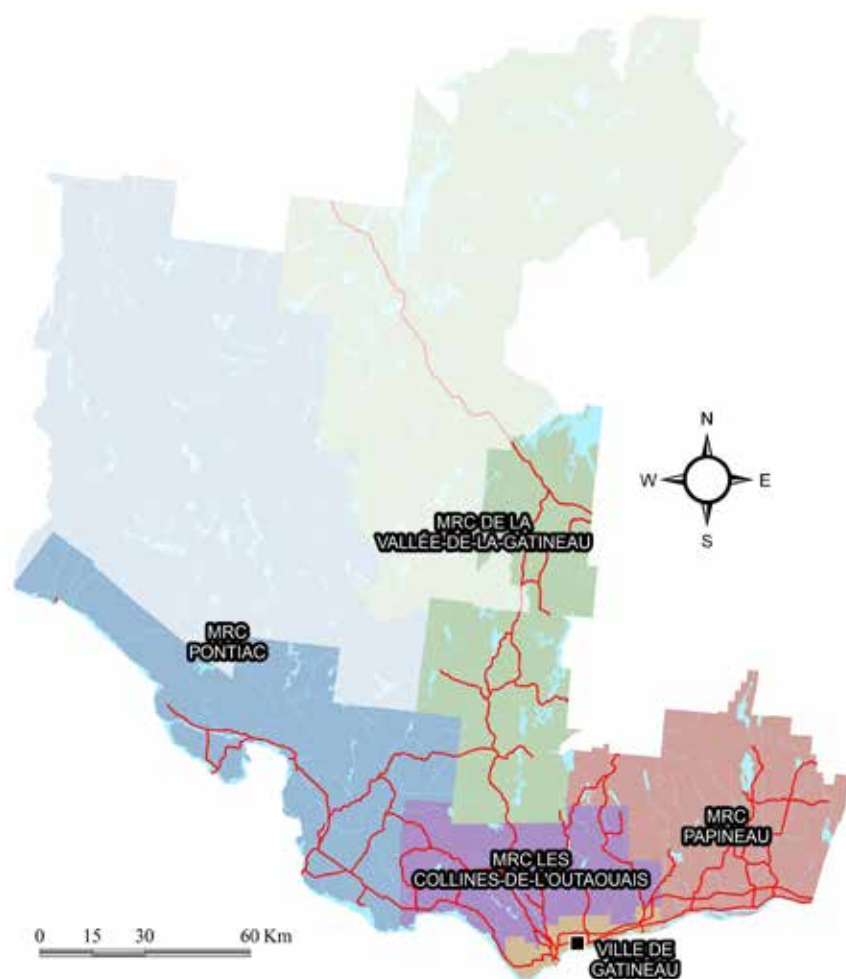 N
W E
S
MRC DE LA
VALLÉE-DE-LA-GATINEAU
MRC
PONTIAC
MRC
PAPINEAU
MRC LES
COLLINES-DE-L'OUTAOUAIS
VILLE DE
GATINEAU
0 15 30 60 Km